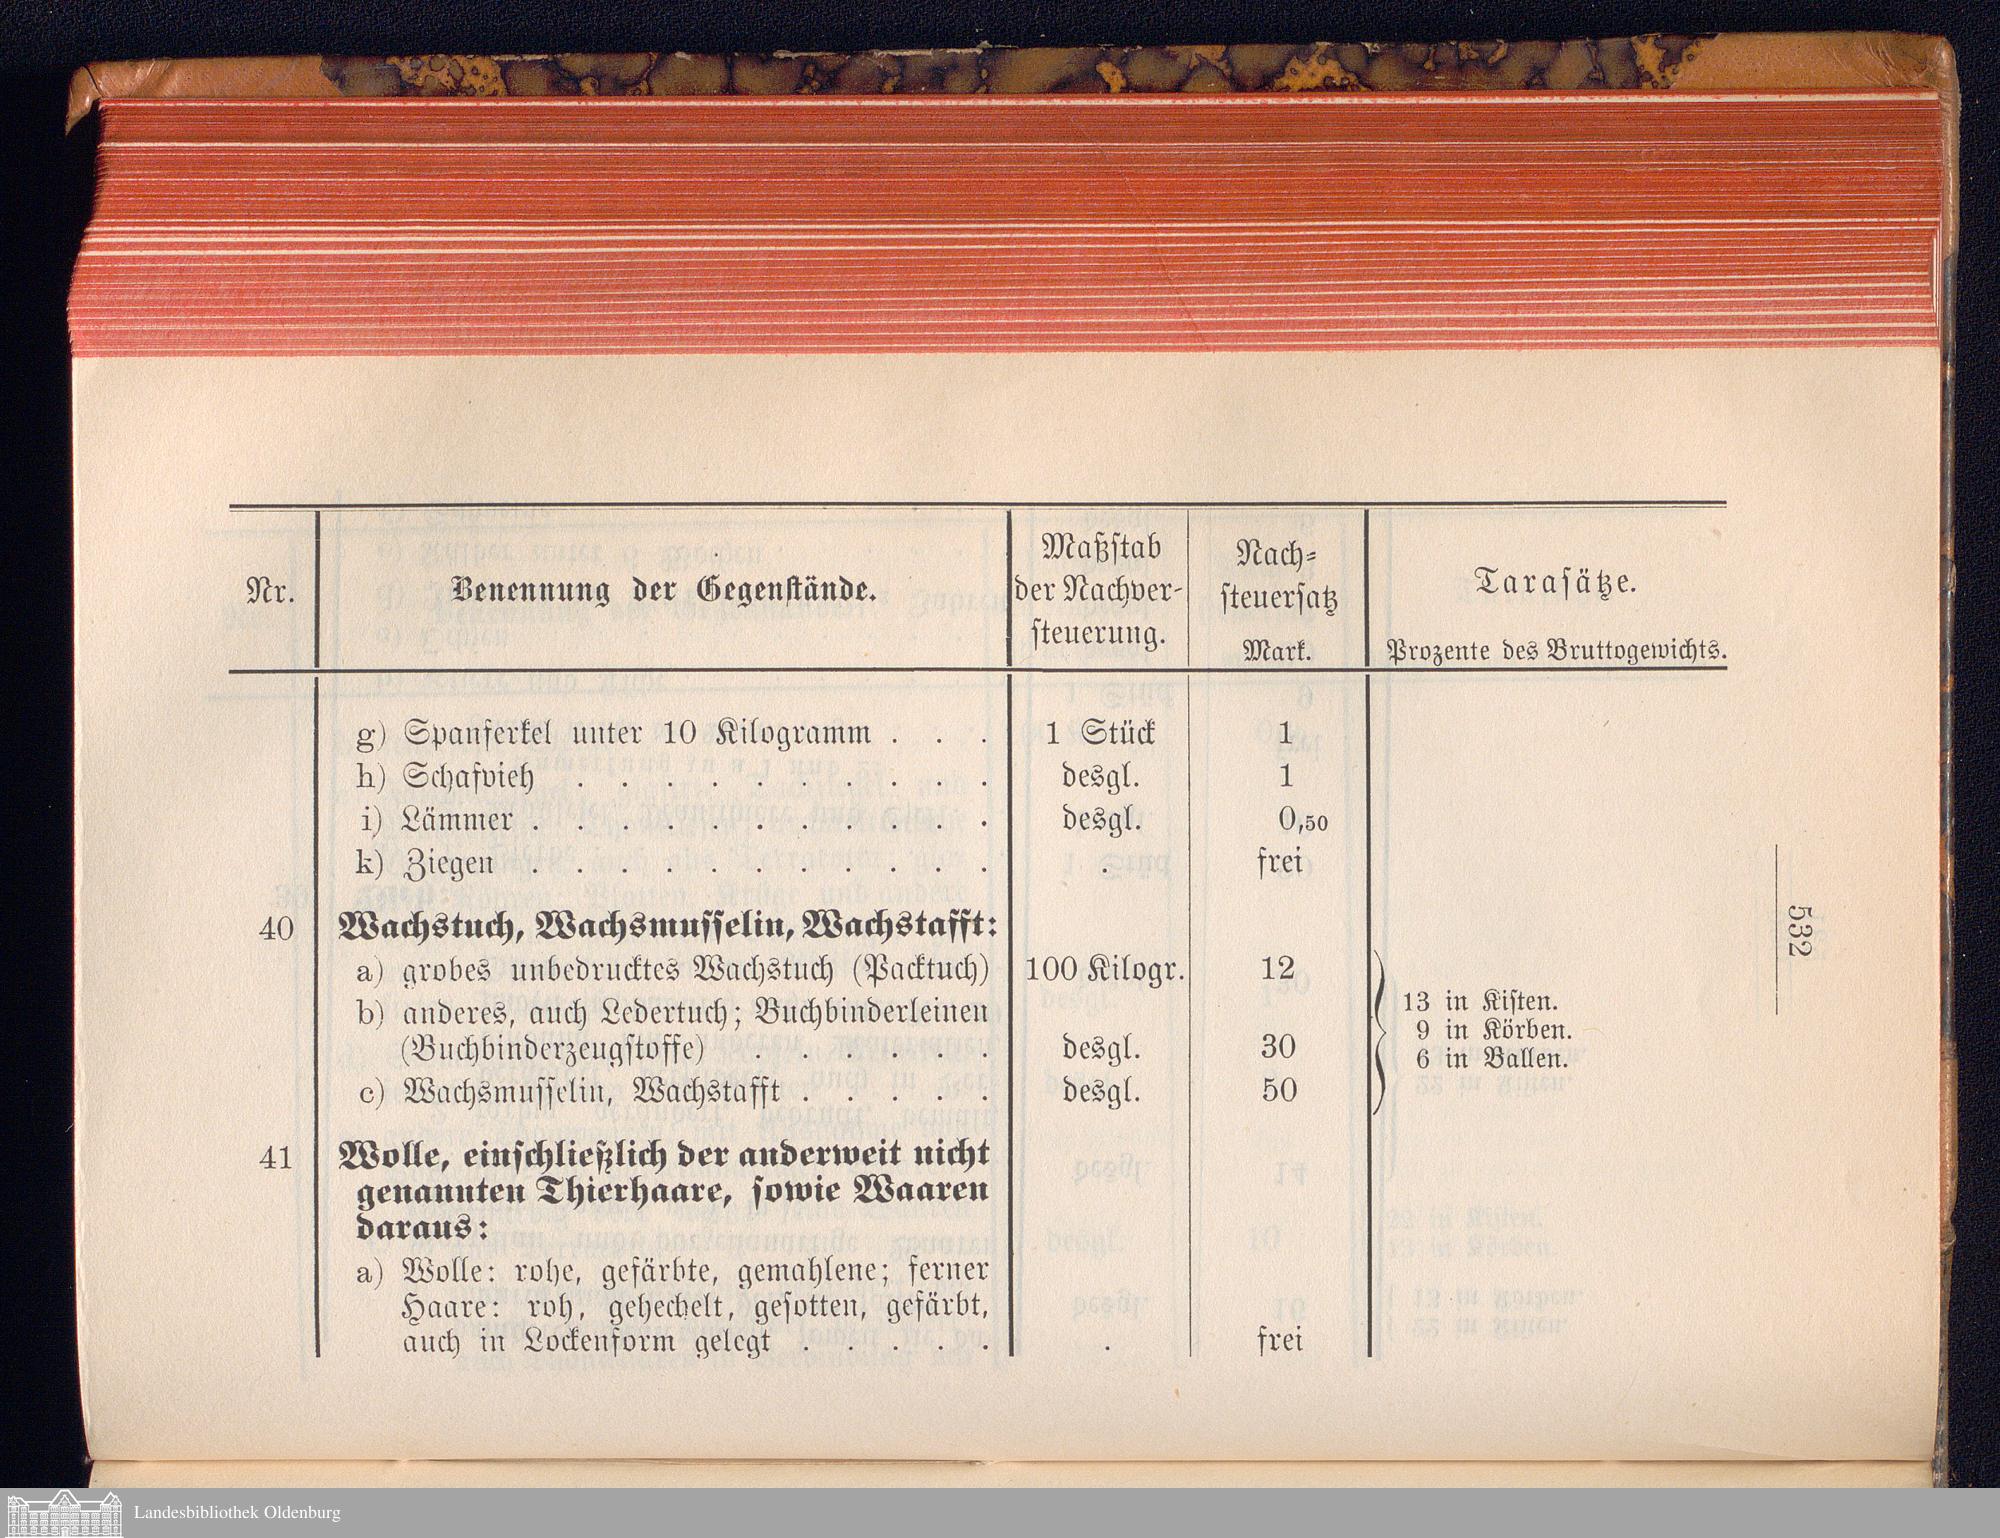 Nr.
Benennung der Gegenstände.
Maßstab
der Nachver-
steuerung.
Nach-
steuersatz
Mark.
Tarasätze.
Prozente des Bruttogewichts.
g) Spanferkel unter 10 Kilogramm . . . 1 Stück 1
h) Schafvieh . . . . . . . . . . desgl. 1
i) Lämmer . . . . . . . . . . . desgl. 0,50
k) Ziegen . . . . . . . . . . . . frei
40 Wachstuch, Wachsmusselin, Wachstafft:
a) grobes unbedrucktes Wachstuch (Packtuch) 100 Kilogr. 12
b) anderes, auch Ledertuch; Buchbinderleinen
(Buchbinderzeugstoffe) . . . . . . desgl. 30
c) Wachsmusselin, Wachstafft . . . . . desgl. 50
13 in Kisten.
9 in Körben.
6 in Ballen.
41 Wolle, einschließlich der anderweit nicht
genannten Thierhaare, sowie Waaren
daraus:
a) Wolle: rohe, gefärbte, gemahlene; ferner
Haare: roh, gehechelt, gesotten, gefärbt,
auch in Lockenform gelegt . . . . . . frei
532
Landesbibliothek Oldenburg